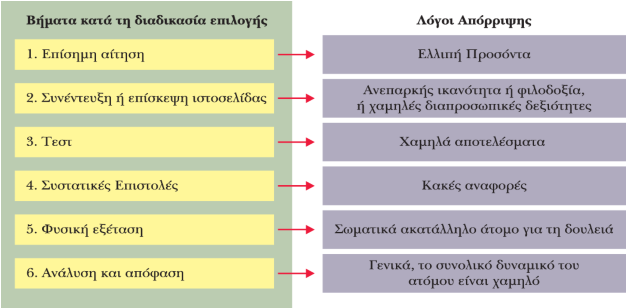 Βήματα κατά τη διαδικασία επιλογής
Λόγοι Απόρριψης
1. Επίσημη αίτηση
Ελλιπή Προσόντα
2. Συνέντευξη ή επίσκεψη ιστοσελίδας
Ανεπαρκής ικανότητα ή φιλοδοξία,
ή χαμηλές διαπροσωπικές δεξιότητες
3. Τεστ
Χαμηλά αποτελέσματα
4. Συστατικές Επιστολές
Κακές αναφορές
5. Φυσική εξέταση
Σωματικά ακατάλληλο άτομο για τη δουλειά
6. Ανάλυση και απόφαση
Γενικά, το συνολικό δυναμικό του
ατόμου είναι χαμηλό